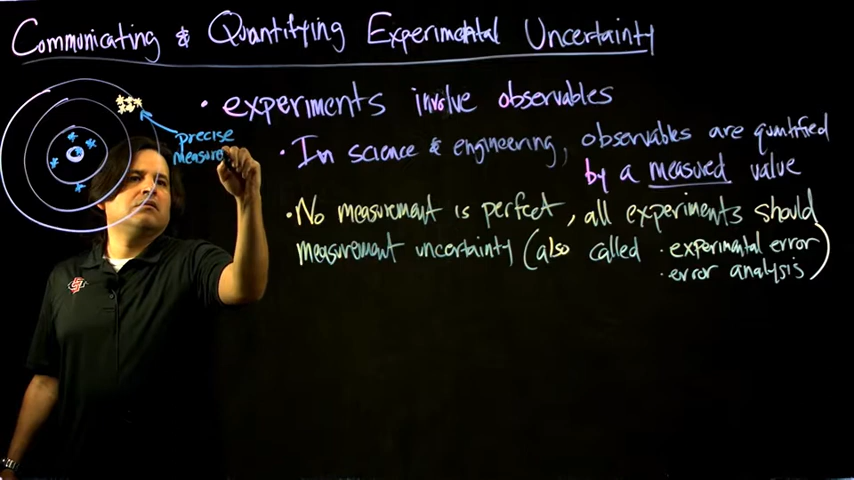 Communicating & Quantifying Experimental Uncertainty
• experiments involve observables
precise
measure
• In science & engineering, observables are quantified
by a measured value
• No measurement is perfect, all experiments should
measurement uncertainty (also called • experimental error
• error analysis)